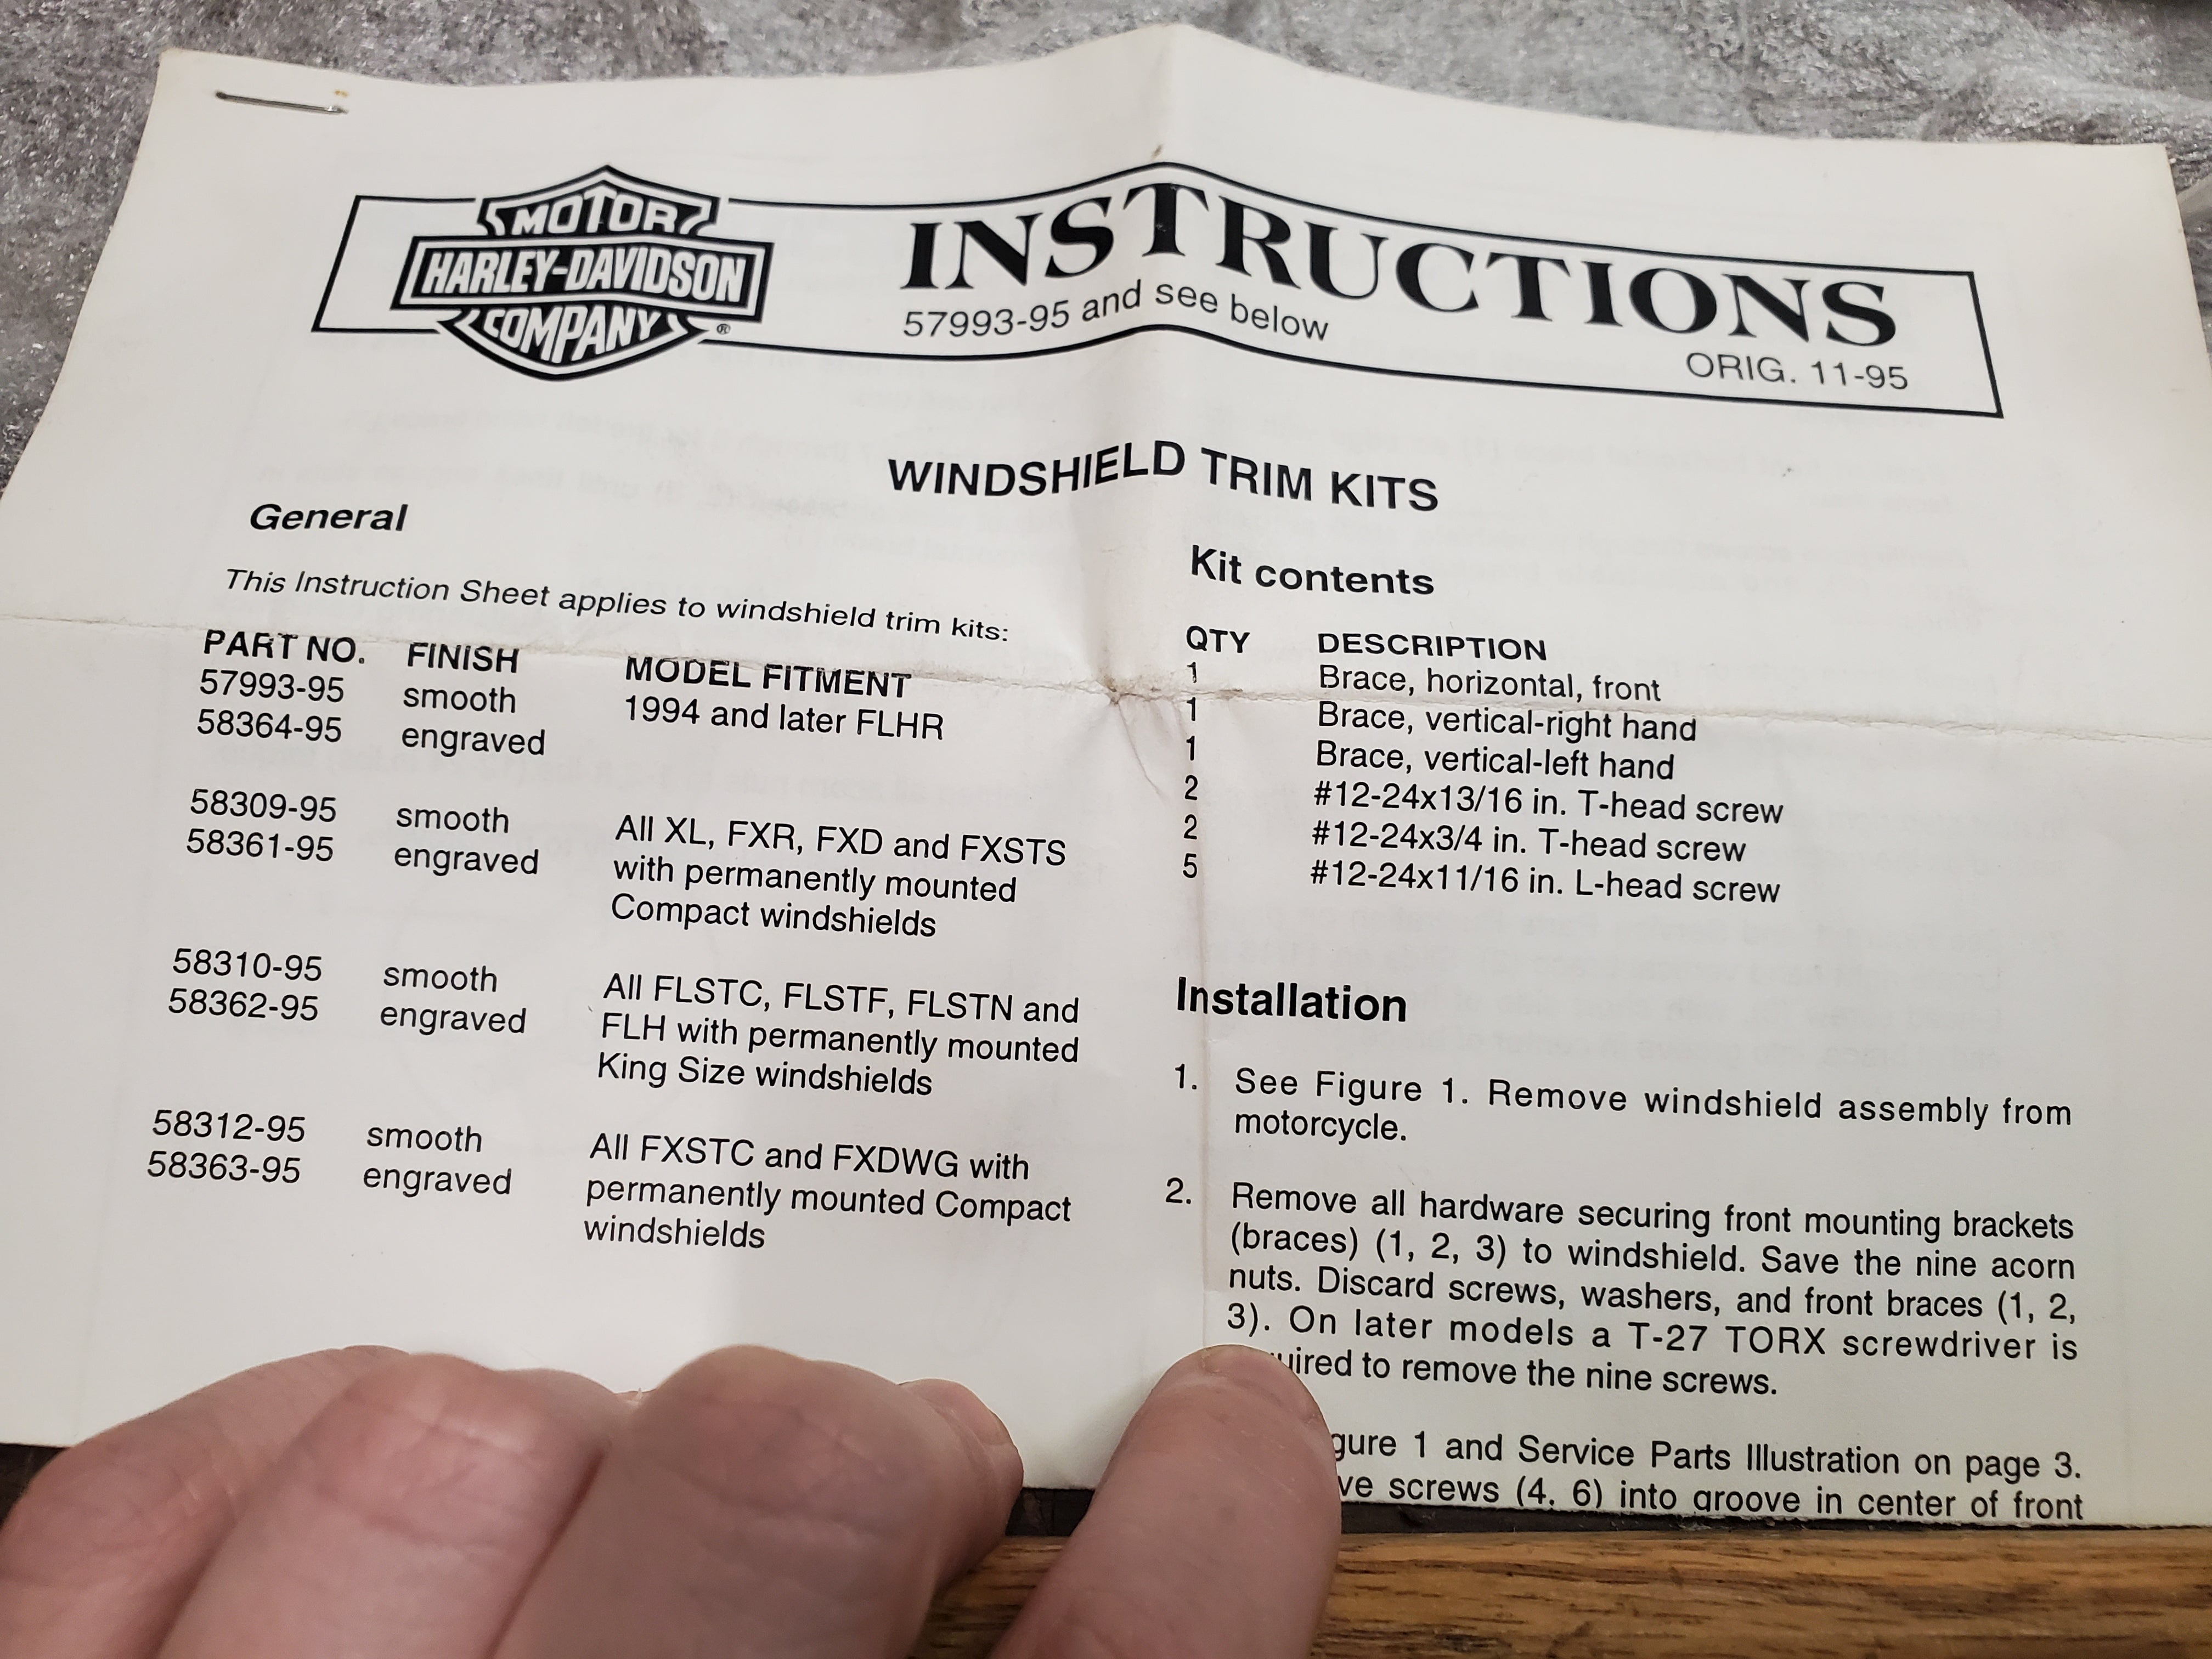 MOTOR
HARLEY-DAVIDSON
COMPANY
®
INSTRUCTIONS
57993-95 and see below
ORIG. 11-95
WINDSHIELD TRIM KITS
General
This Instruction Sheet applies to windshield trim kits:
PART NO. FINISH MODEL FITMENT
57993-95 smooth 1994 and later FLHR
58364-95 engraved
58309-95 smooth All XL, FXR, FXD and FXSTS
58361-95 engraved with permanently mounted
Compact windshields
58310-95 smooth All FLSTC, FLSTF, FLSTN and
58362-95 engraved FLH with permanently mounted
King Size windshields
58312-95 smooth All FXSTC and FXDWG with
58363-95 engraved permanently mounted Compact
windshields
Kit contents
QTY DESCRIPTION
1 Brace, horizontal, front
1 Brace, vertical-right hand
1 Brace, vertical-left hand
2 #12-24x13/16 in. T-head screw
2 #12-24x3/4 in. T-head screw
5 #12-24x11/16 in. L-head screw
Installation
1. See Figure 1. Remove windshield assembly from
motorcycle.
2. Remove all hardware securing front mounting brackets
(braces) (1, 2, 3) to windshield. Save the nine acorn
nuts. Discard screws, washers, and front braces (1, 2,
3). On later models a T-27 TORX screwdriver is
uired to remove the nine screws.
gure 1 and Service Parts Illustration on page 3.
ve screws (4, 6) into groove in center of front